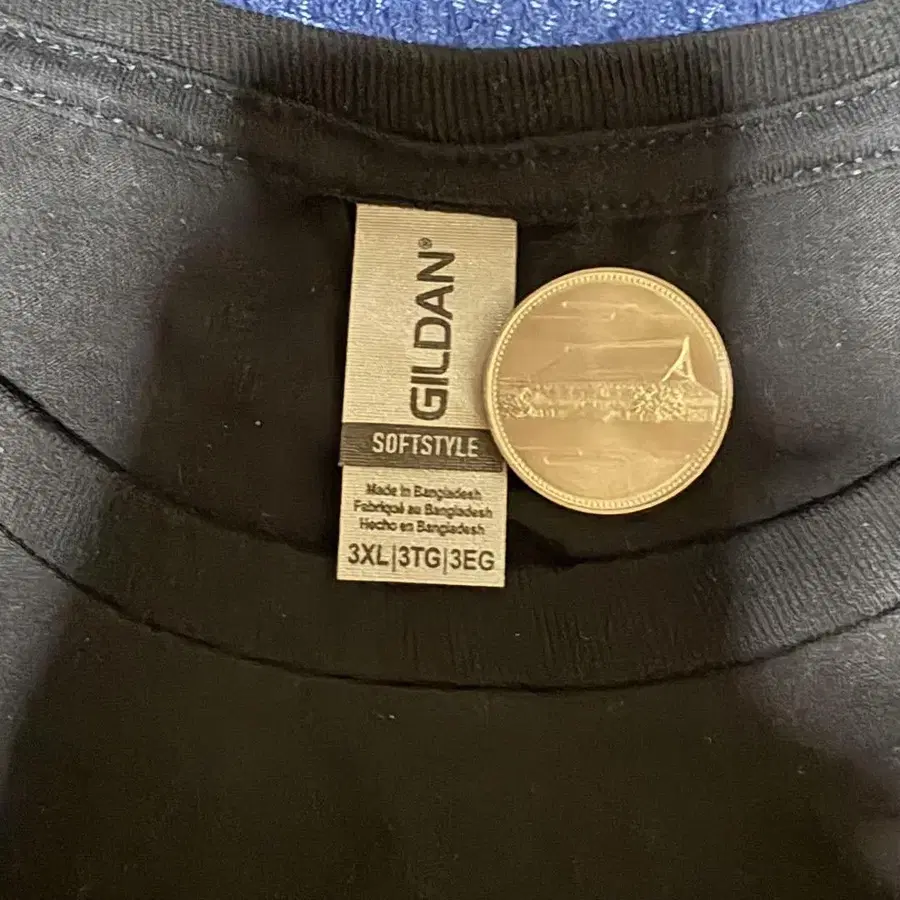 GILDAN®
SOFTSTYLE
Made in Bangladesh
Fabriqué au Bangladesh
Hecho en Bangladesh
3XL|3TG|3EG